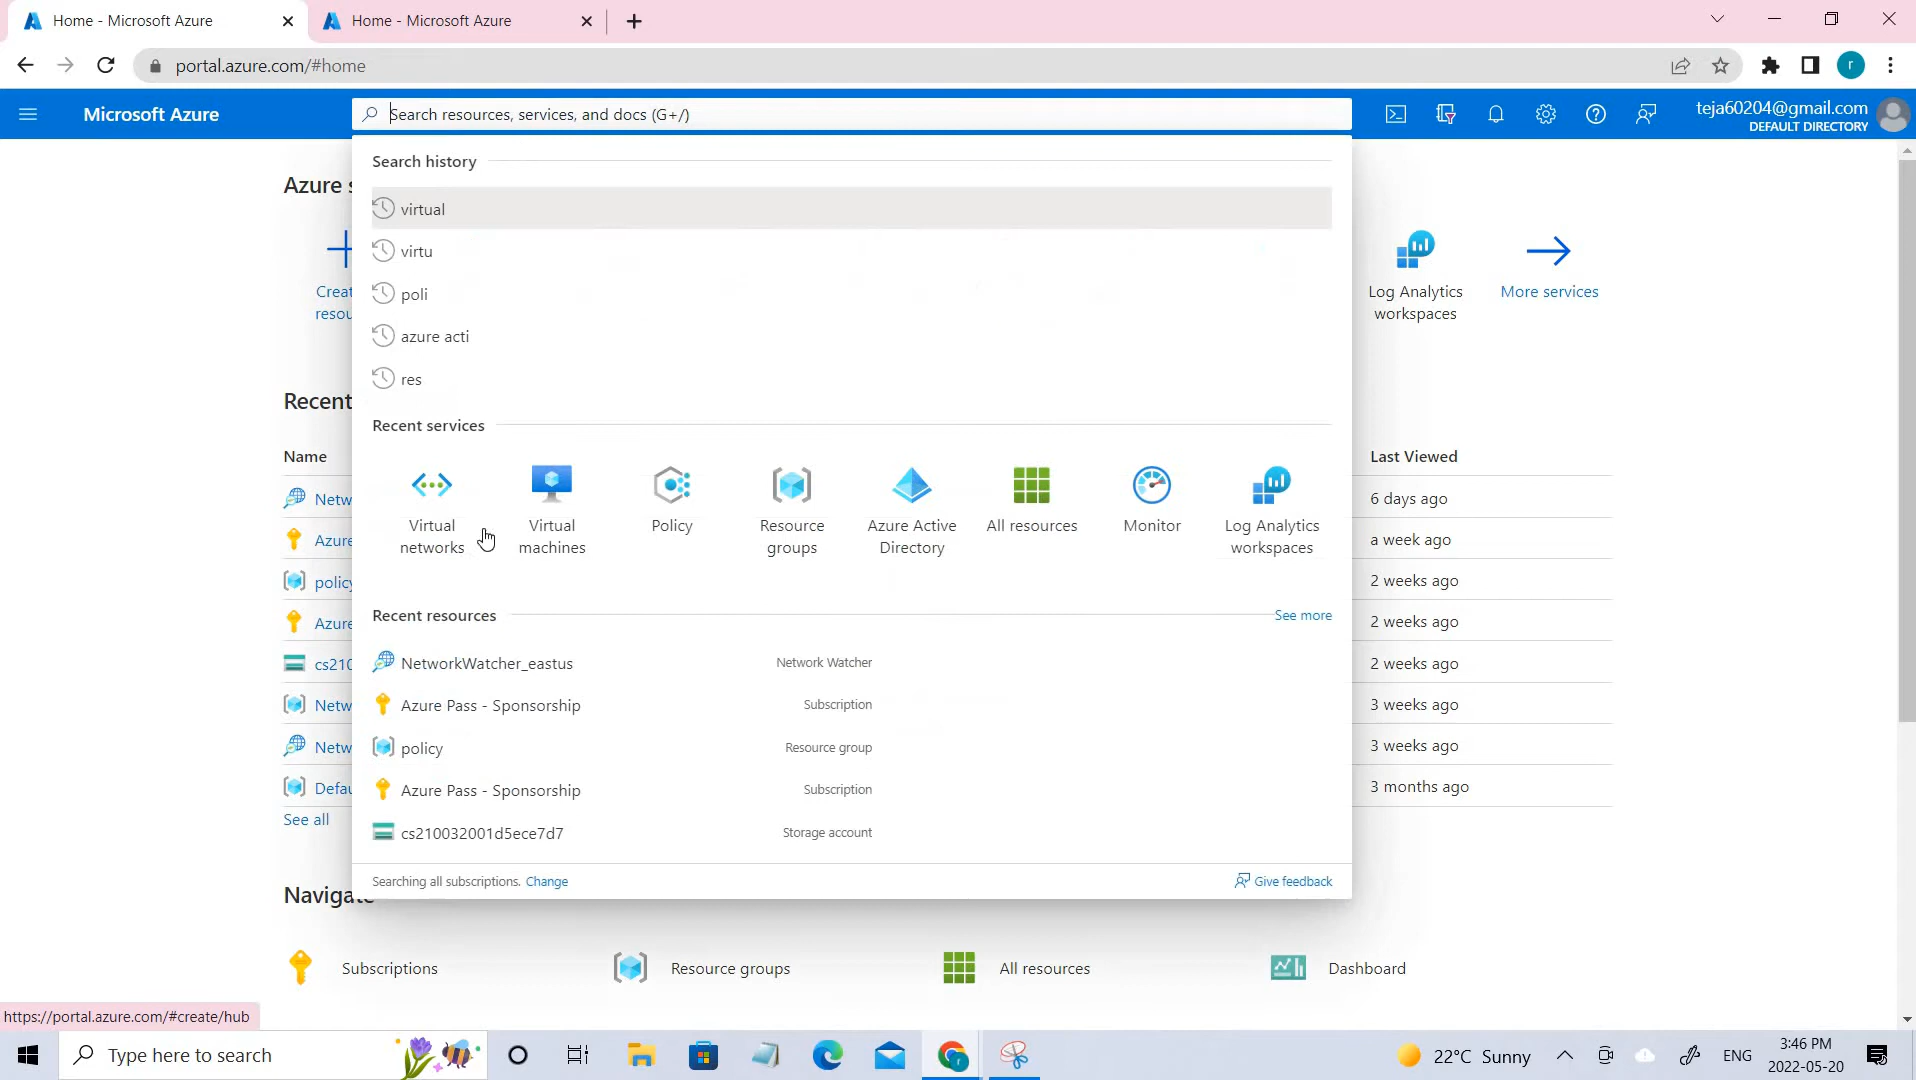 Home - Microsoft Azure
Home - Microsoft Azure
portal.azure.com/#home
r
Microsoft Azure
Search resources, services, and docs (G+/)
teja60204@gmail.com
DEFAULT DIRECTORY
Azure s
Creat
resou
Log Analytics
workspaces
More services
Search history
virtual
virtu
poli
azure acti
res
Recent
Name
Last Viewed
Netw
6 days ago
Azure
a week ago
policy
2 weeks ago
Azure
2 weeks ago
cs210
2 weeks ago
Netw
3 weeks ago
Netw
3 weeks ago
Defau
3 months ago
See all
Recent services
Virtual
networks
Virtual
machines
Policy
Resource
groups
Azure Active
Directory
All resources
Monitor
Log Analytics
workspaces
Recent resources
See more
NetworkWatcher_eastus
Network Watcher
Azure Pass - Sponsorship
Subscription
policy
Resource group
Azure Pass - Sponsorship
Subscription
cs210032001d5ece7d7
Storage account
Searching all subscriptions. Change
Give feedback
Navigate
Subscriptions
Resource groups
All resources
Dashboard
https://portal.azure.com/#create/hub
Type here to search
22°C Sunny
ENG
3:46 PM
2022-05-20